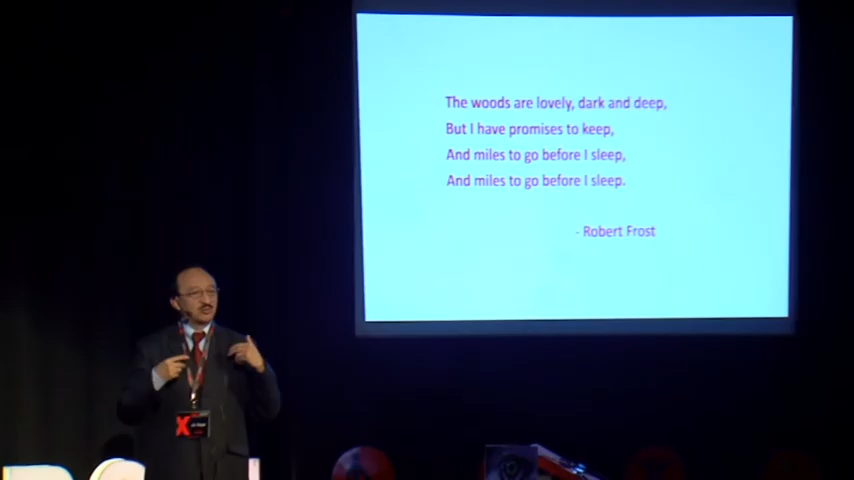 The woods are lovely, dark and deep,
But I have promises to keep,
And miles to go before I sleep,
And miles to go before I sleep.
- Robert Frost
X